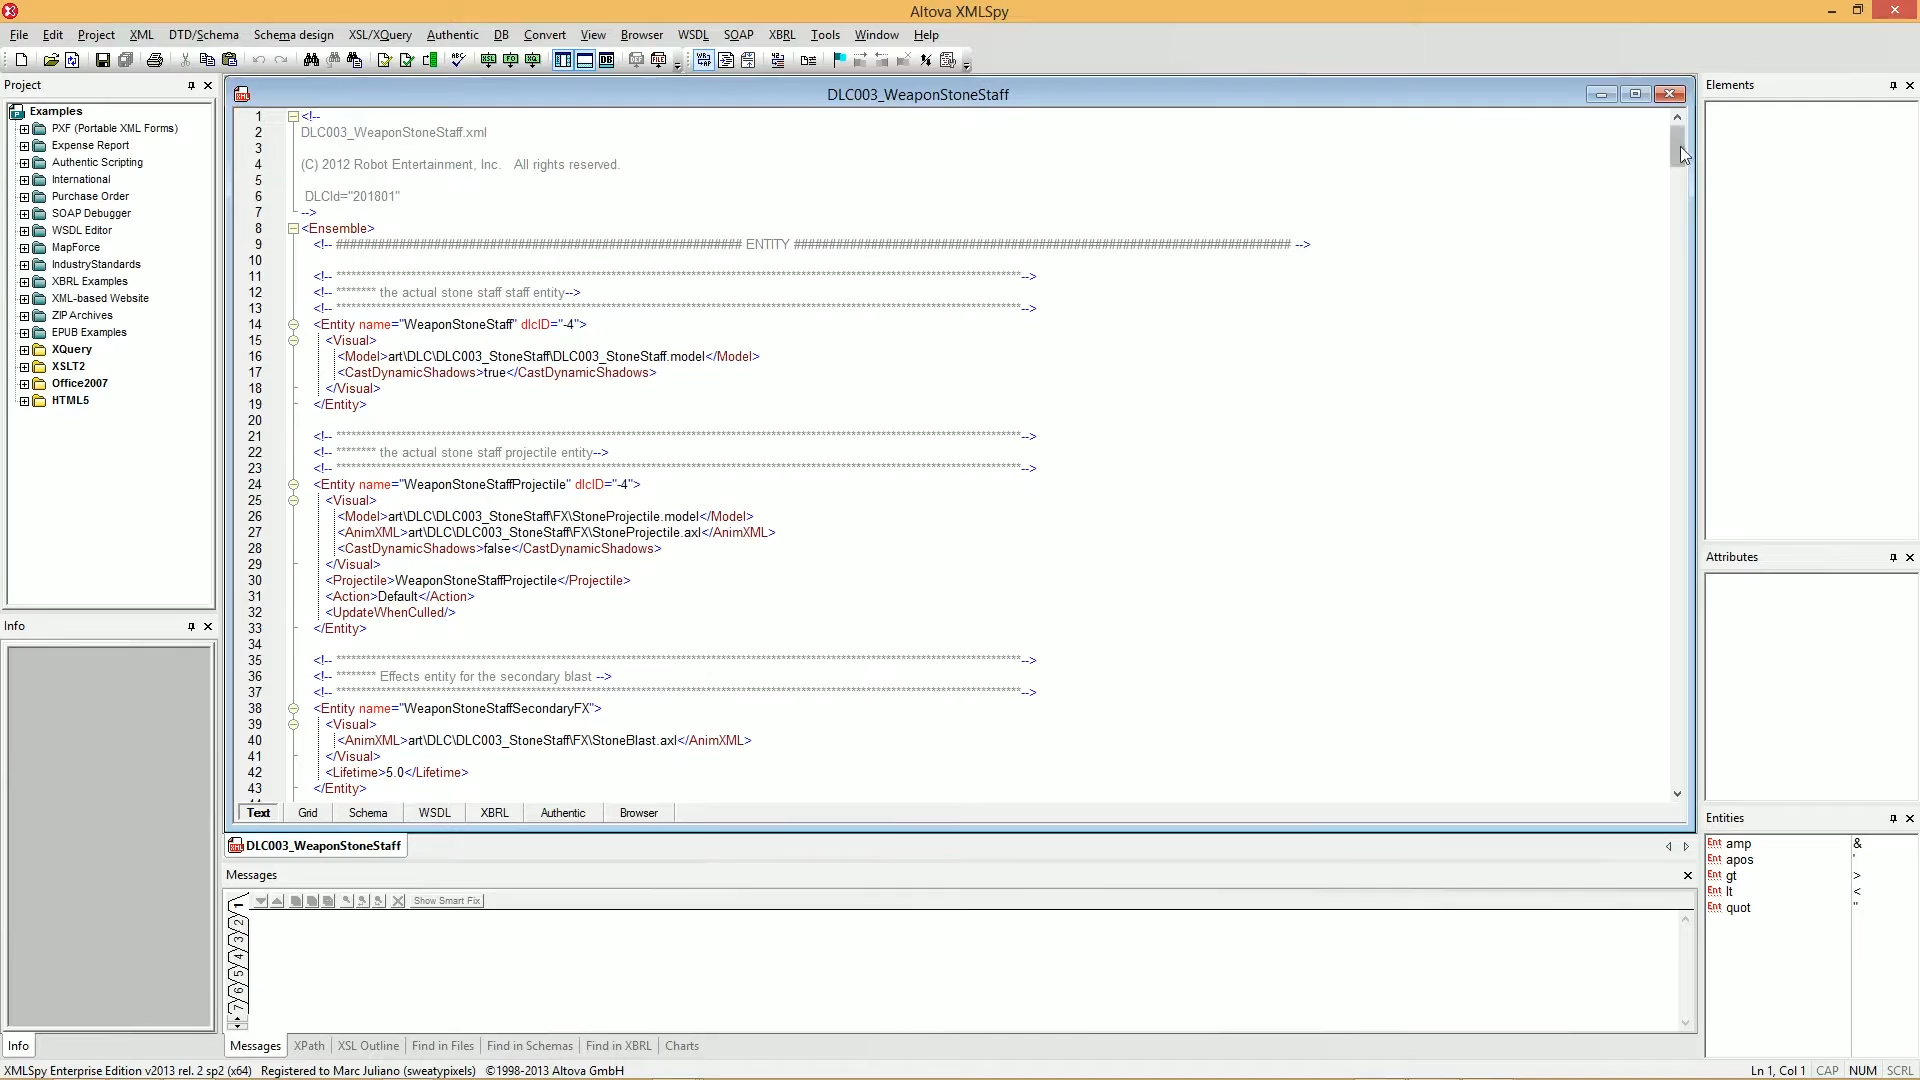 Altova XMLSpy
File Edit Project XML DTD/Schema Schema design XSL/XQuery Authentic DB Convert View Browser WSDL SOAP XBRL Tools Window Help
Project
Examples
PXF (Portable XML Forms)
Expense Report
Authentic Scripting
International
Purchase Order
SOAP Debugger
WSDL Editor
MapForce
IndustryStandards
XBRL Examples
XML-based Website
ZIP Archives
EPUB Examples
XQuery
XSLT2
Office2007
HTML5
Info
Info
DLC003_WeaponStoneStaff
1 <!--
2 DLC003_WeaponStoneStaff.xml
3
4 (C) 2012 Robot Entertainment, Inc. All rights reserved.
5
6 DLCId="201801"
7 -->
8 <Ensemble>
9 <!-- ########## ENTITY ########## -->
10
11 <!-- **********-->
12 <!-- ******** the actual stone staff staff entity-->
13 <!-- **********-->
14 <Entity name="WeaponStoneStaff" dlcID="-4">
15 <Visual>
16 <Model>art\DLC\DLC003_StoneStaff\DLC003_StoneStaff.model</Model>
17 <CastDynamicShadows>true</CastDynamicShadows>
18 </Visual>
19 </Entity>
20
21 <!-- **********-->
22 <!-- ******** the actual stone staff projectile entity-->
23 <!-- **********-->
24 <Entity name="WeaponStoneStaffProjectile" dlcID="-4">
25 <Visual>
26 <Model>art\DLC\DLC003_StoneStaff\FX\StoneProjectile.model</Model>
27 <AnimXML>art\DLC\DLC003_StoneStaff\FX\StoneProjectile.axl</AnimXML>
28 <CastDynamicShadows>false</CastDynamicShadows>
29 </Visual>
30 <Projectile>WeaponStoneStaffProjectile</Projectile>
31 <Action>Default</Action>
32 <UpdateWhenCulled/>
33 </Entity>
34
35 <!-- **********-->
36 <!-- ******** Effects entity for the secondary blast -->
37 <!-- **********-->
38 <Entity name="WeaponStoneStaffSecondaryFX">
39 <Visual>
40 <AnimXML>art\DLC\DLC003_StoneStaff\FX\StoneBlast.axl</AnimXML>
41 </Visual>
42 <Lifetime>5.0</Lifetime>
43 </Entity>
Text Grid Schema WSDL XBRL Authentic Browser
DLC003_WeaponStoneStaff
Messages
Show Smart Fix
1
2
3
4
5
6
7
Messages XPath XSL Outline Find in Files Find in Schemas Find in XBRL Charts
Elements
Attributes
Entities
Ent amp &
Ent apos '
Ent gt >
Ent lt <
Ent quot "
XMLSpy Enterprise Edition v2013 rel. 2 sp2 (x64) Registered to Marc Juliano (sweatypixels) ©1998-2013 Altova GmbH
Ln 1, Col 1 CAP NUM SCRL